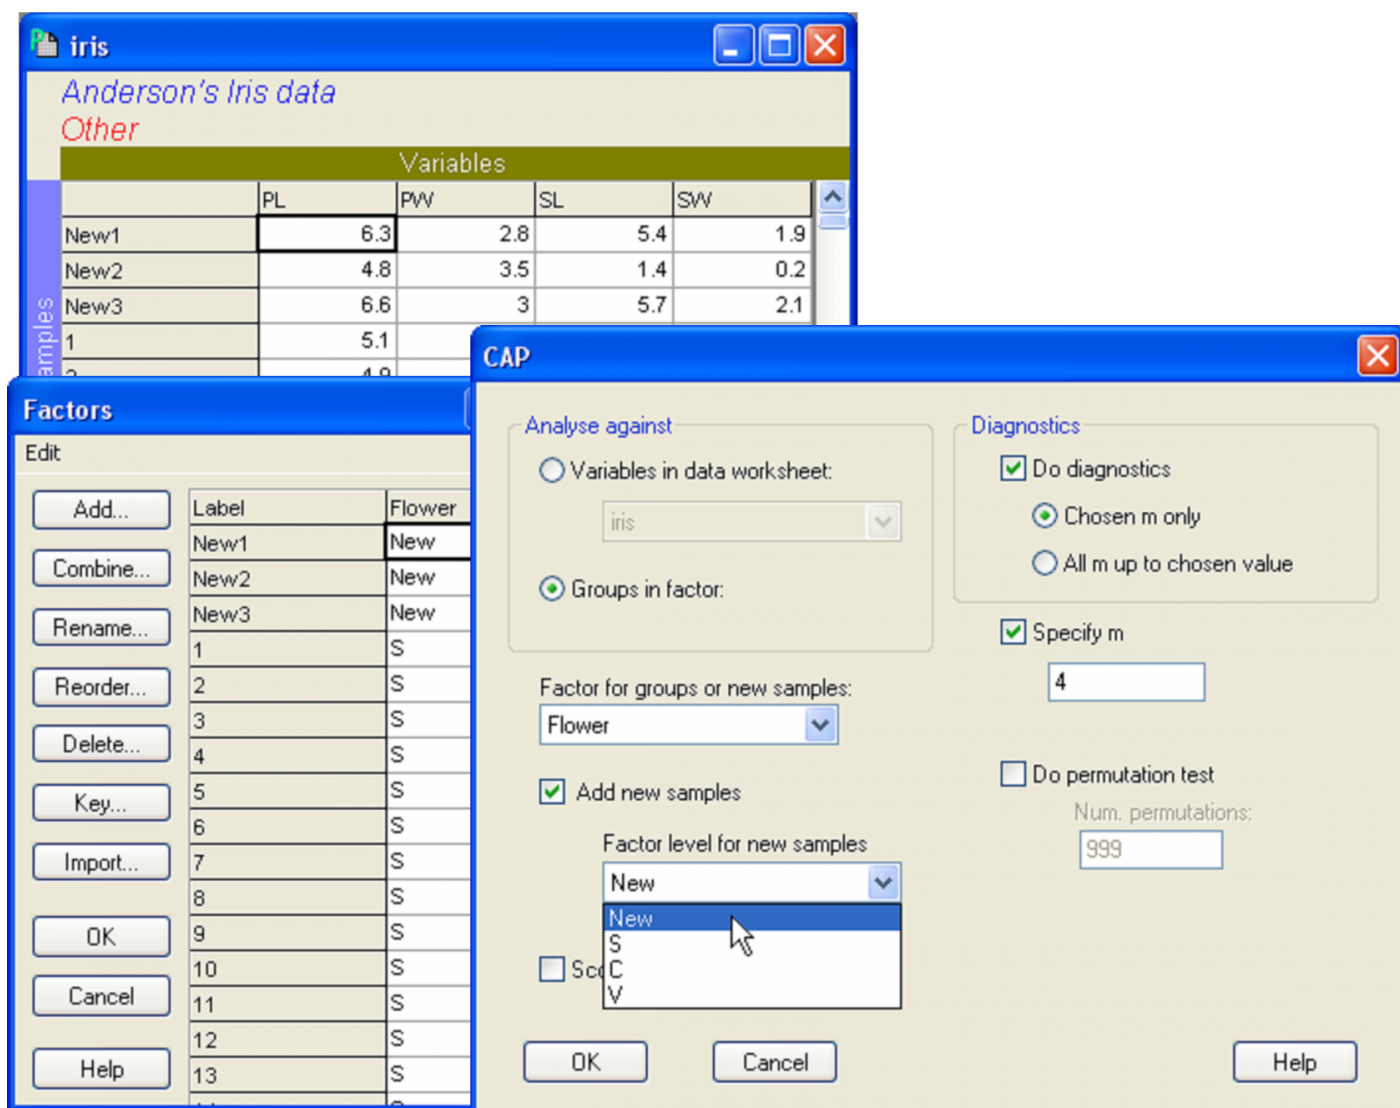 iris
Anderson's Iris data
Other
Variables
PL PW SL SW
New1 6.3 2.8 5.4 1.9
New2 4.8 3.5 1.4 0.2
New3 6.6 3 5.7 2.1
1 5.1
Factors
Edit
Add...
Combine...
Rename...
Reorder...
Delete...
Key...
Import...
OK
Cancel
Help
Label Flower
New1 New
New2 New
New3 New
1 S
2 S
3 S
4 S
5 S
6 S
7 S
8 S
9 S
10 S
11 S
12 S
13 S
CAP
Analyse against
Variables in data worksheet:
iris
Groups in factor:
Factor for groups or new samples:
Flower
Add new samples
Factor level for new samples
New
New
S
C
V
OK
Cancel
Diagnostics
Do diagnostics
Chosen m only
All m up to chosen value
Specify m
4
Do permutation test
Num. permutations:
999
Help